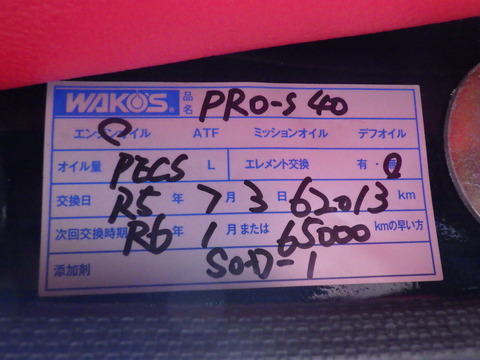 WAKO'S® 品名 PRO-S 40
エンジンオイル ATF ミッションオイル デフオイル
オイル量 PECS L エレメント交換 有・無
交換日 R5 年 7 月 3 日 62013 km
次回交換時期 R6 年 1 月または 65000 kmの早い方
添加剤 S.O.D-1